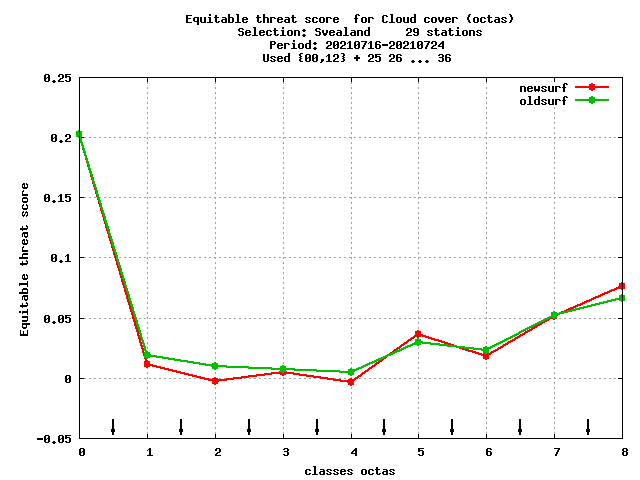 Equitable threat score  for Cloud cover (octas)
Selection: Svealand     29 stations
Period: 20210716-20210724
Used {00,12} + 25 26 ... 36
newsurf
oldsurf
0.25
0.2
0.15
0.1
0.05
0
-0.05
Equitable threat score
0 1 2 3 4 5 6 7 8
classes octas